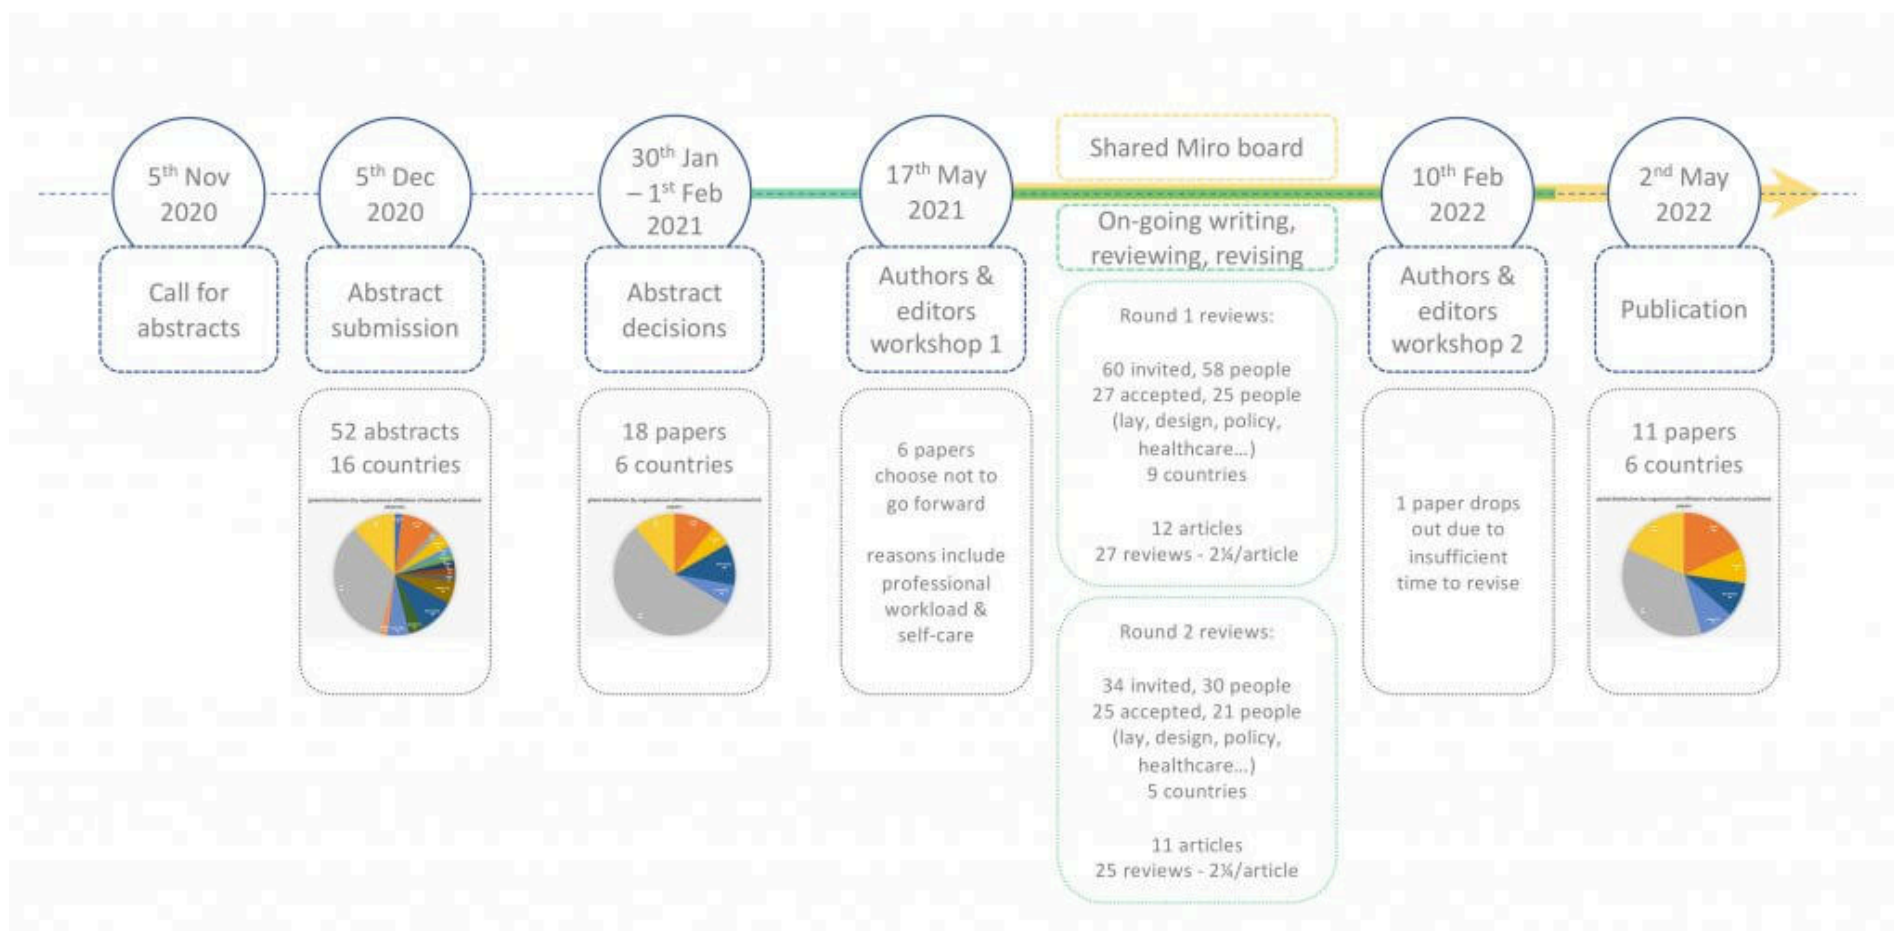 5th Nov
2020
Call for
abstracts
5th Dec
2020
Abstract
submission
52 abstracts
16 countries
30th Jan
– 1st Feb
2021
Abstract
decisions
18 papers
6 countries
17th May
2021
Authors &
editors
workshop 1
6 papers
choose not to
go forward
reasons include
professional
workload &
self-care
Shared Miro board
On-going writing,
reviewing, revising
Round 1 reviews:
60 invited, 58 people
27 accepted, 25 people
(lay, design, policy,
healthcare...)
9 countries
12 articles
27 reviews - 2¼/article
Round 2 reviews:
34 invited, 30 people
25 accepted, 21 people
(lay, design, policy,
healthcare...)
5 countries
11 articles
25 reviews - 2¼/article
10th Feb
2022
Authors &
editors
workshop 2
1 paper drops
out due to
insufficient
time to revise
2nd May
2022
Publication
11 papers
6 countries